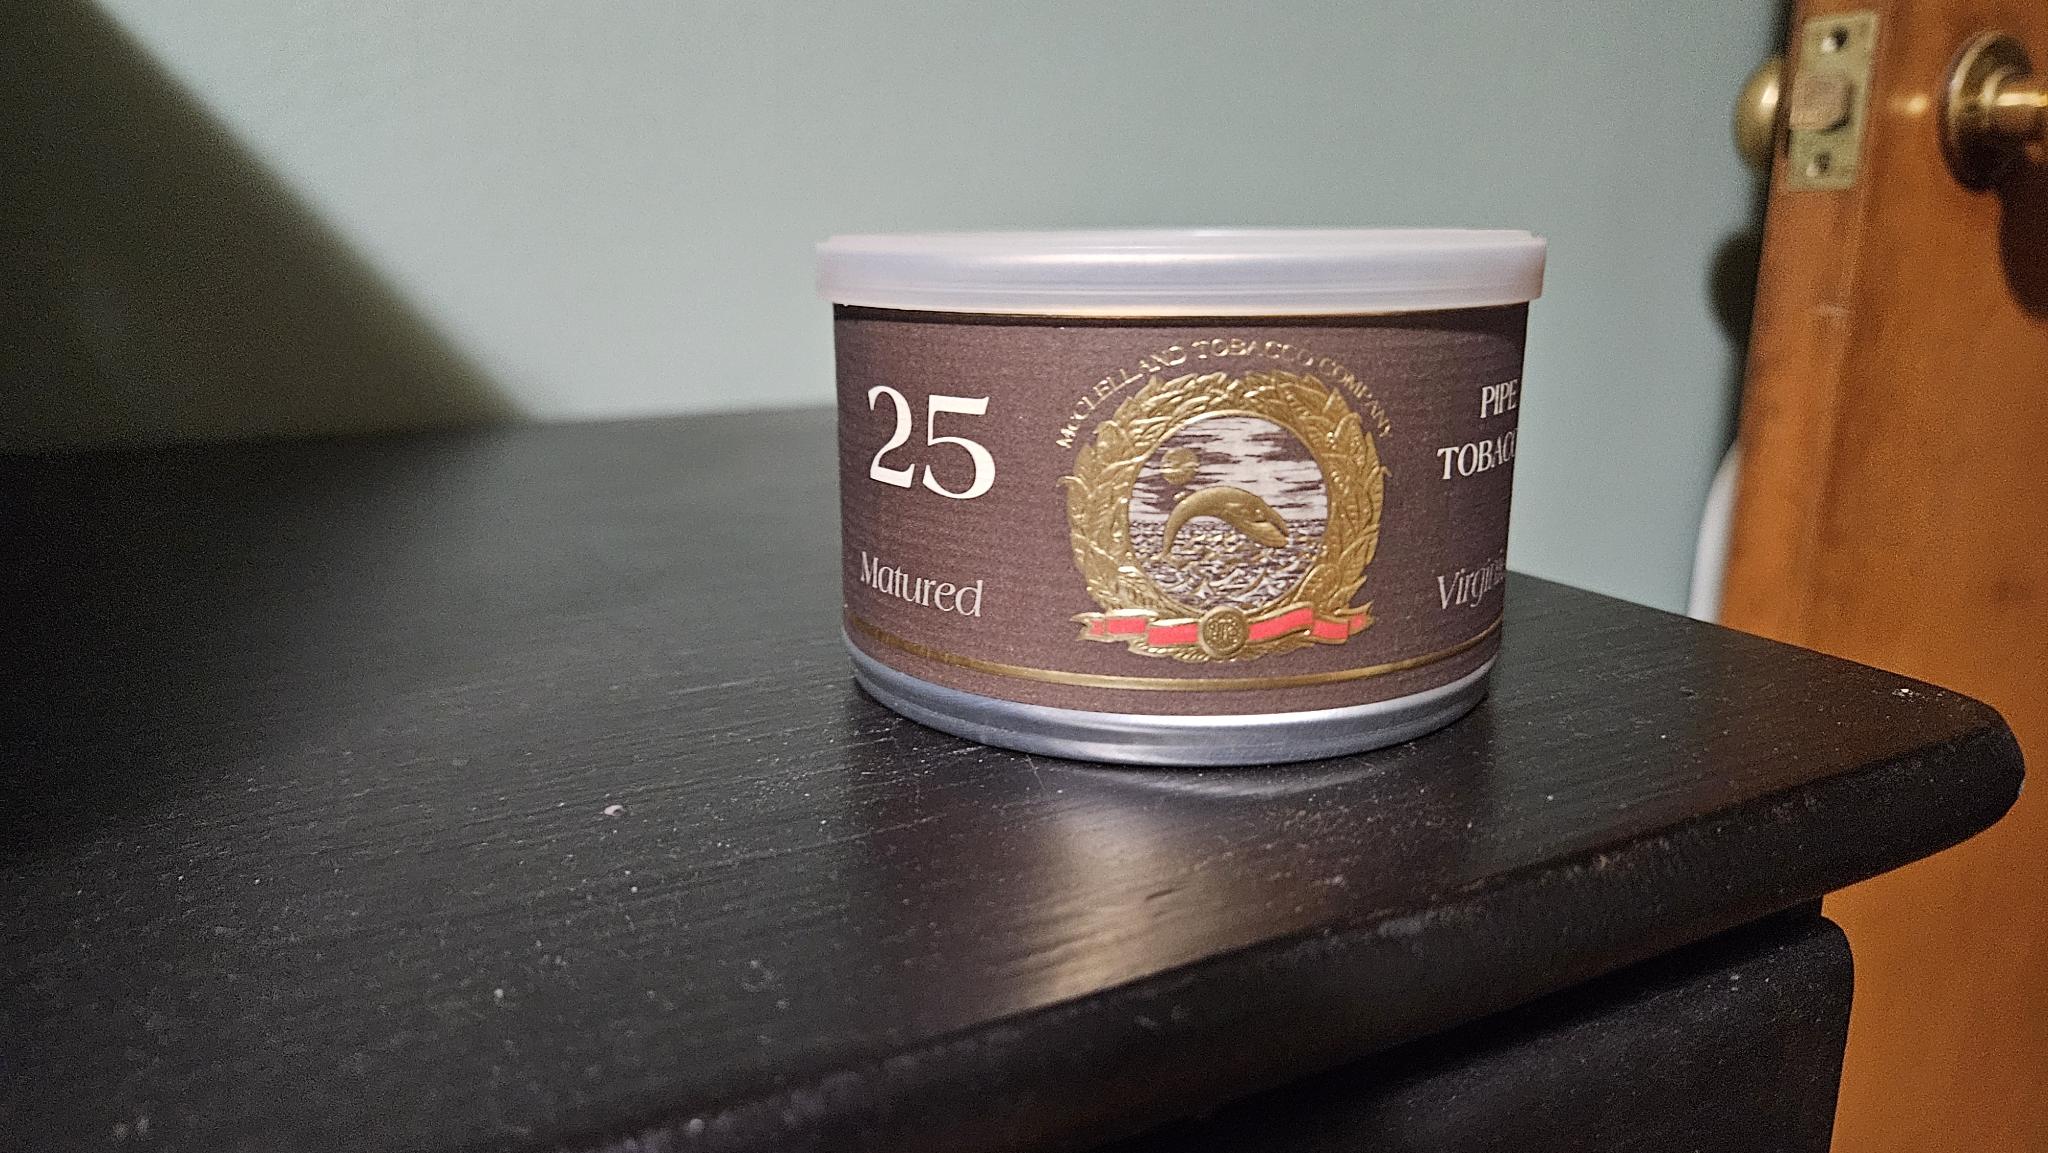 25
Matured
McCLELLAND TOBACCO COMPANY
PIPE